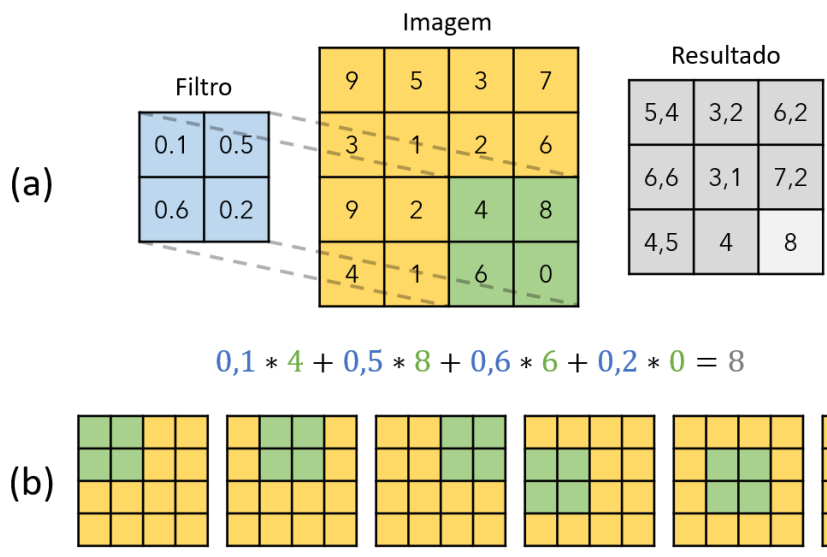 Imagem
Filtro
Resultado
(a)
0.1 0.5
0.6 0.2
9 5 3 7
3 1 2 6
9 2 4 8
4 1 6 0
5,4 3,2 6,2
6,6 3,1 7,2
4,5 4 8
0,1 * 4 + 0,5 * 8 + 0,6 * 6 + 0,2 * 0 = 8
(b)